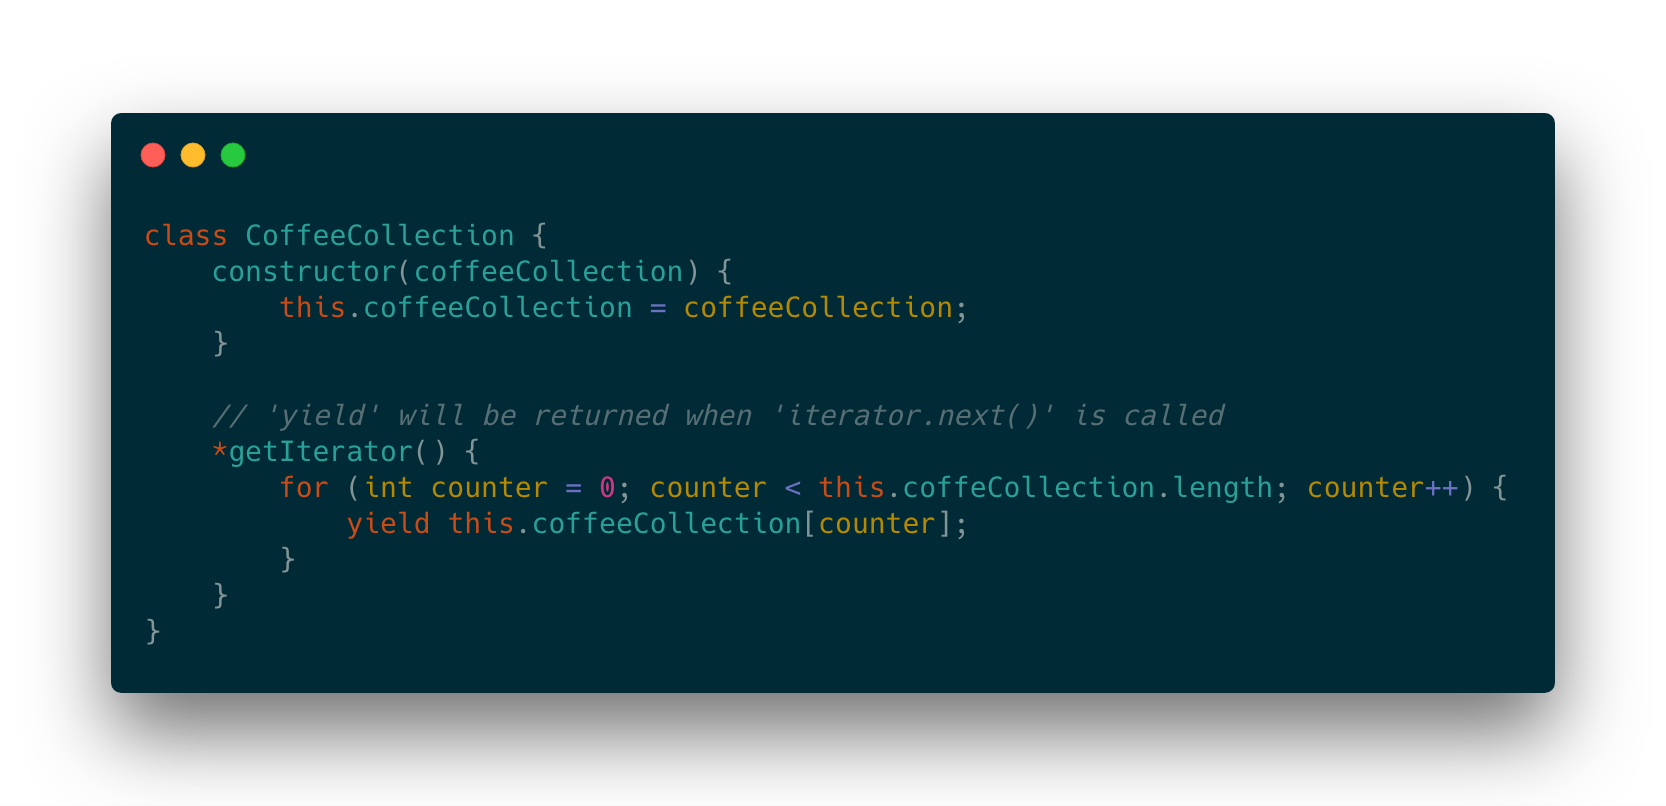 class CoffeeCollection {
    constructor(coffeeCollection) {
        this.coffeeCollection = coffeeCollection;
    }

    // 'yield' will be returned when 'iterator.next()' is called
    *getIterator() {
        for (int counter = 0; counter < this.coffeCollection.length; counter++) {
            yield this.coffeeCollection[counter];
        }
    }
}